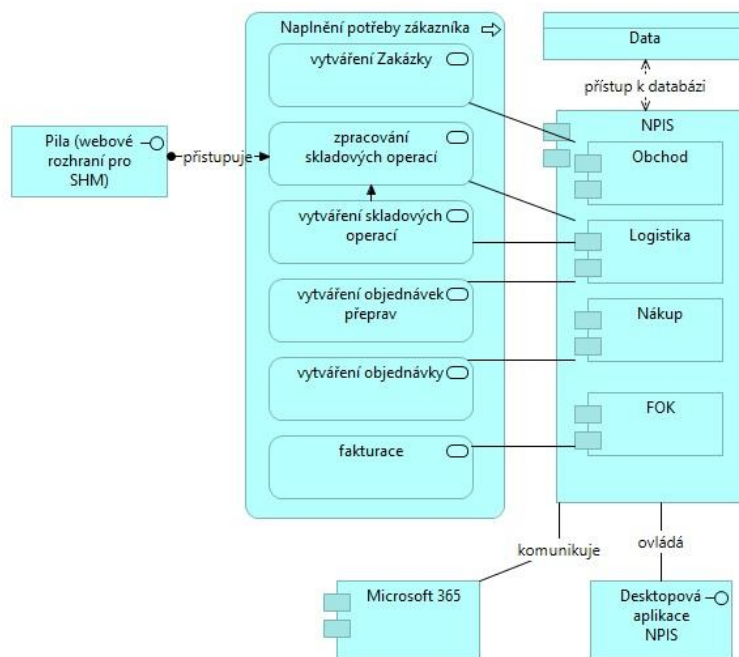 Naplnění potřeby zákazníka
vytváření Zakázky
zpracování
skladových operací
vytváření skladových
operací
vytváření objednávek
přeprav
vytváření objednávky
fakturace
Pila (webové
rozhraní pro
SHM)
přistupuje
Data
přístup k databázi
NPIS
Obchod
Logistika
Nákup
FOK
komunikuje
ovládá
Microsoft 365
Desktopová
aplikace
NPIS